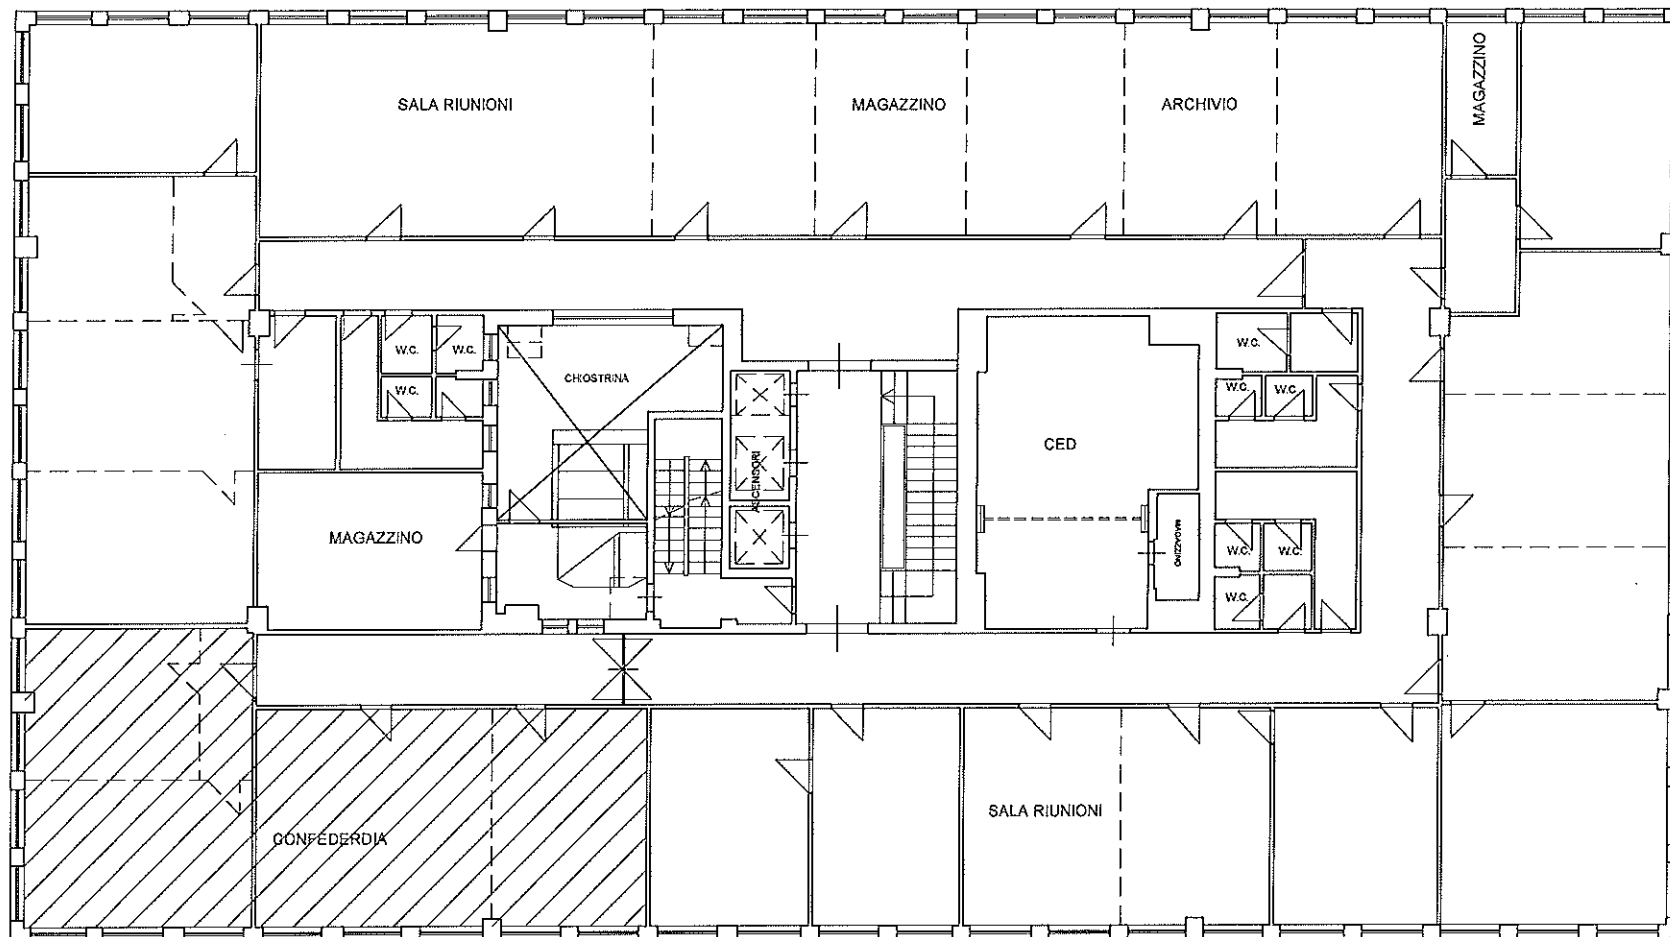 SALA RIUNIONI
MAGAZZINO
ARCHIVIO
MAGAZZINO
W.C.
W.C.
W.C.
CHIOSTRINA
ASCENSORI
CED
W.C.
W.C.
W.C.
MAGAZZINO
MAGAZZINO
W.C.
W.C.
W.C.
CONFEDERDIA
SALA RIUNIONI